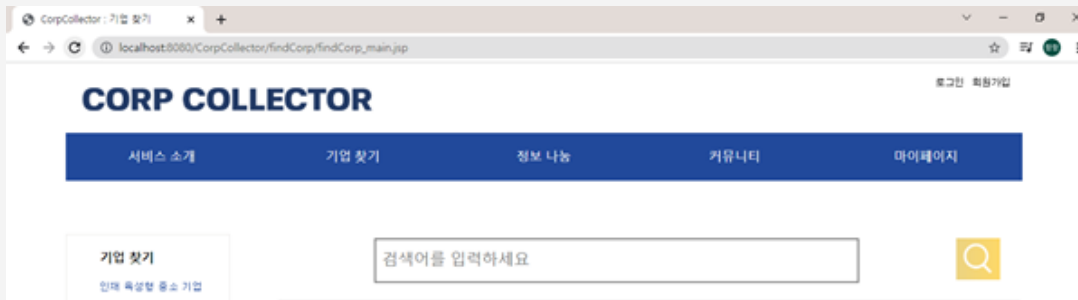 CorpCollector : 기업 찾기
localhost:8080/CorpCollector/findCorp/findCorp_main.jsp
로그인 회원가입
CORP COLLECTOR
서비스 소개 기업 찾기 정보 나눔 커뮤니티 마이페이지
기업 찾기
검색어를 입력하세요
인재 육성형 중소 기업